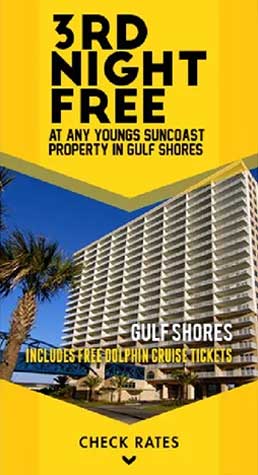 3RD
NIGHT
FREE
AT ANY YOUNGS SUNCOAST
PROPERTY IN GULF SHORES
GULF SHORES
INCLUDES FREE DOLPHIN CRUISE TICKETS
CHECK RATES